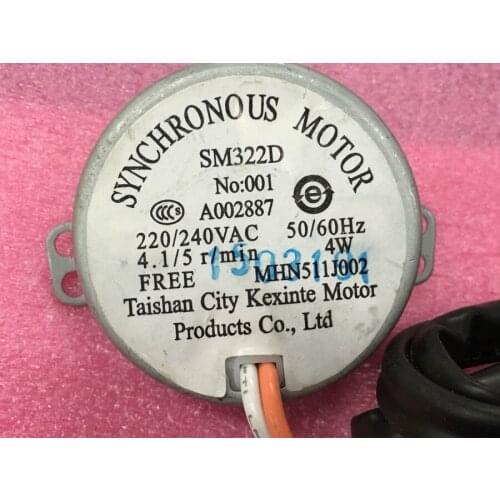 SYNCHRONOUS MOTOR
SM322D
No:001
CCC S A002887
220/240VAC 50/60Hz
4.1/5 r/min 4W
FREE MHN511J002
Taishan City Kexinte Motor
Products Co., Ltd